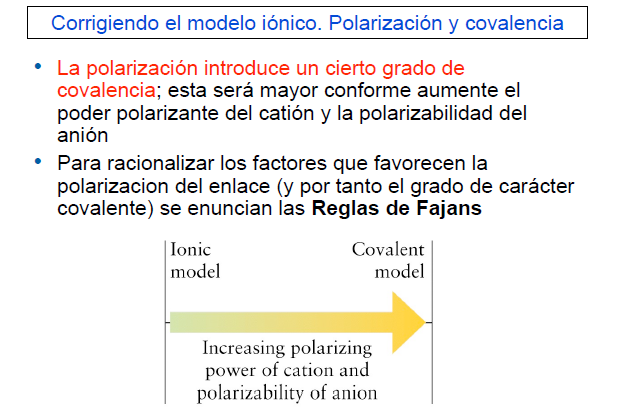 Corrigiendo el modelo iónico. Polarización y covalencia
• La polarización introduce un cierto grado de
covalencia; esta será mayor conforme aumente el
poder polarizante del catión y la polarizabilidad del
anión
• Para racionalizar los factores que favorecen la
polarizacion del enlace (y por tanto el grado de carácter
covalente) se enuncian las Reglas de Fajans
Ionic
model
Covalent
model
Increasing polarizing
power of cation and
polarizability of anion